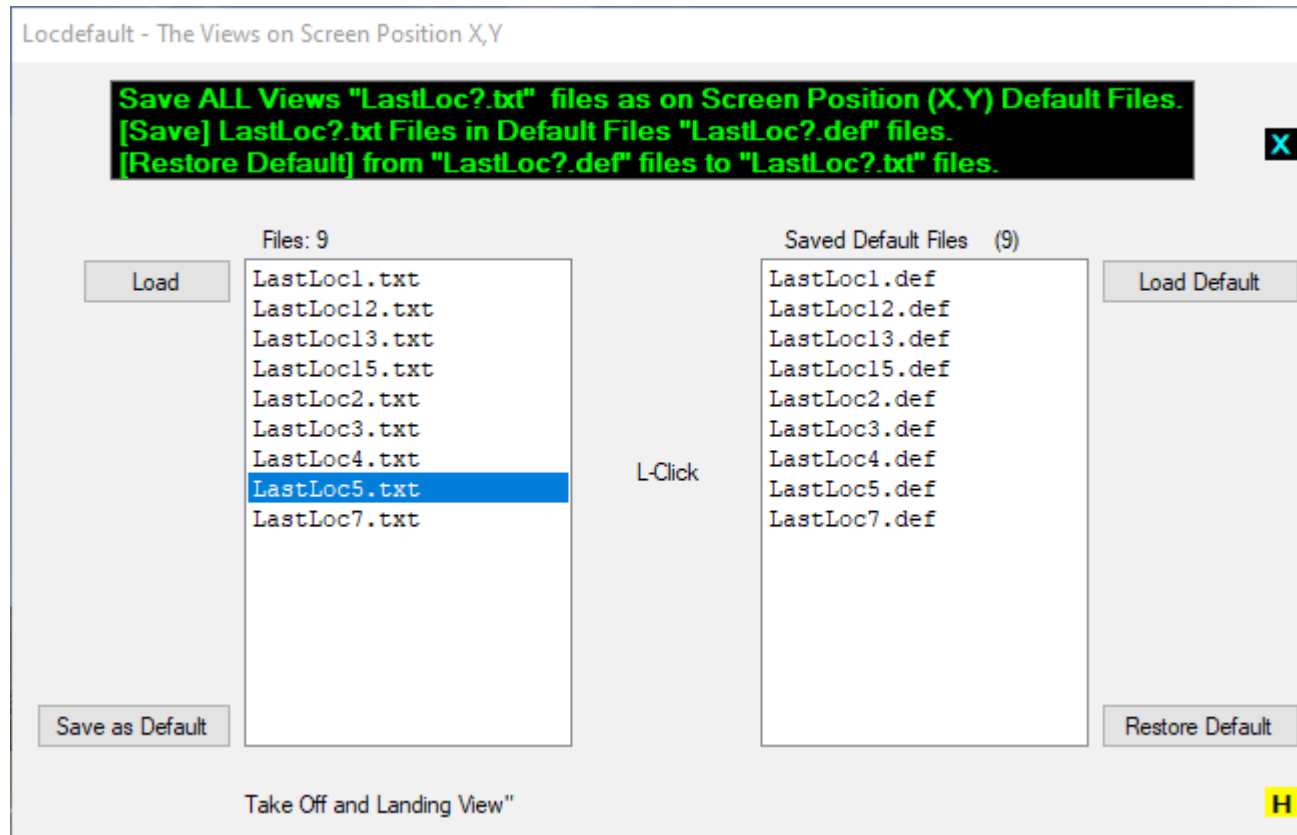 Locdefault - The Views on Screen Position X,Y
Save ALL Views "LastLoc?.txt" files as on Screen Position (X,Y) Default Files.
[Save] LastLoc?.txt Files in Default Files "LastLoc?.def" files.
[Restore Default] from "LastLoc?.def" files to "LastLoc?.txt" files.
X
Files: 9
Saved Default Files (9)
Load
LastLoc1.txt
LastLoc12.txt
LastLoc13.txt
LastLoc15.txt
LastLoc2.txt
LastLoc3.txt
LastLoc4.txt
LastLoc5.txt
LastLoc7.txt
L-Click
LastLoc1.def
LastLoc12.def
LastLoc13.def
LastLoc15.def
LastLoc2.def
LastLoc3.def
LastLoc4.def
LastLoc5.def
LastLoc7.def
Load Default
Save as Default
Restore Default
Take Off and Landing View"
H